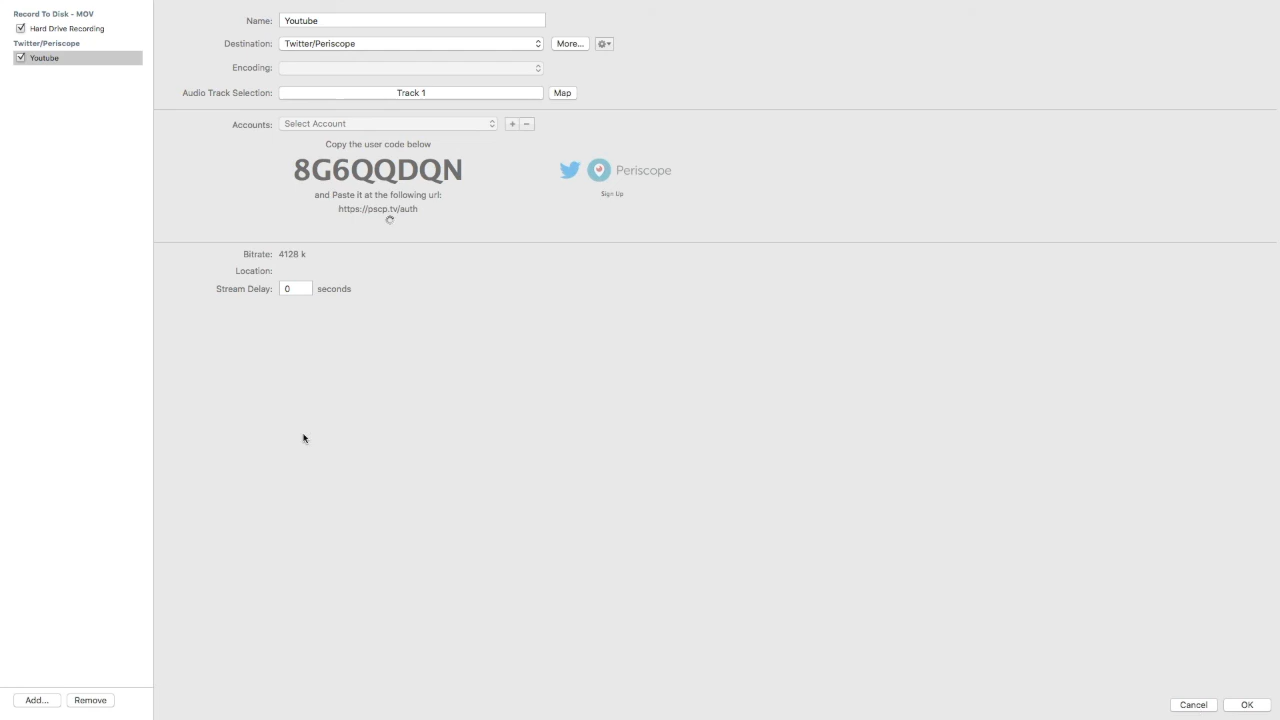 Record To Disk - MOV
Hard Drive Recording
Twitter/Periscope
Youtube
Add...
Remove
Name: Youtube
Destination: Twitter/Periscope More...
Encoding:
Audio Track Selection: Track 1 Map
Accounts: Select Account + −
Copy the user code below
8G6QQDQN
and Paste it at the following url:
https://pscp.tv/auth
Periscope
Sign Up
Bitrate: 4128 k
Location:
Stream Delay: 0 seconds
Cancel OK